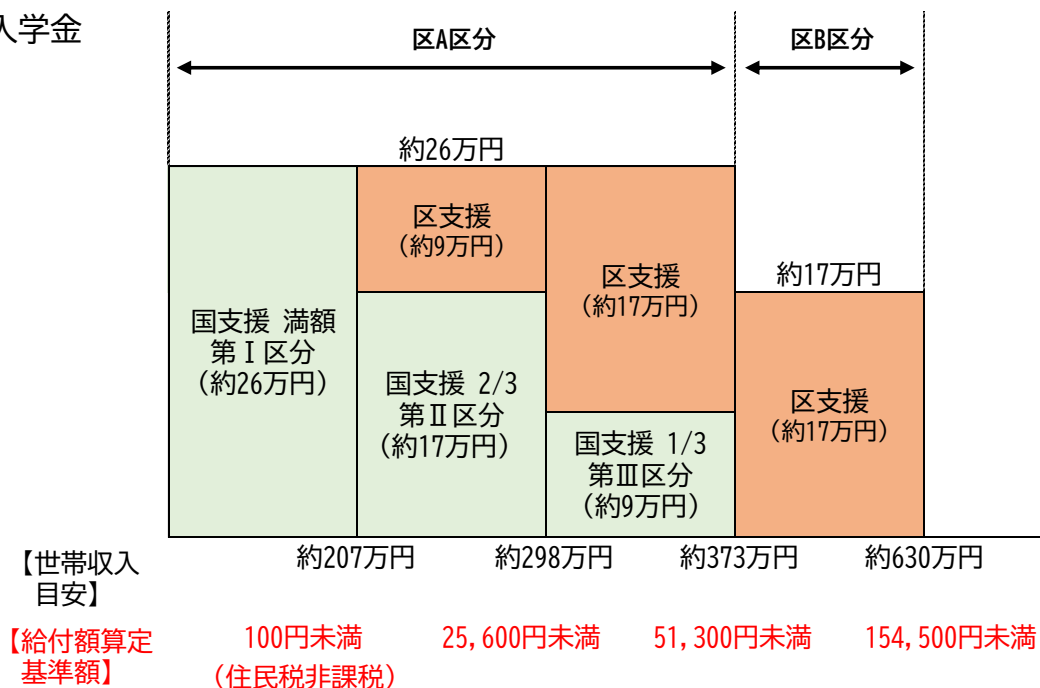 入学金
区A区分
区B区分
約26万円
国支援 満額
第Ⅰ区分
（約26万円）
区支援
（約9万円）
国支援 2/3
第Ⅱ区分
（約17万円）
区支援
（約17万円）
国支援 1/3
第Ⅲ区分
（約9万円）
約17万円
区支援
（約17万円）
【世帯収入
目安】
約207万円
約298万円
約373万円
約630万円
【給付額算定
基準額】
100円未満
（住民税非課税）
25,600円未満
51,300円未満
154,500円未満